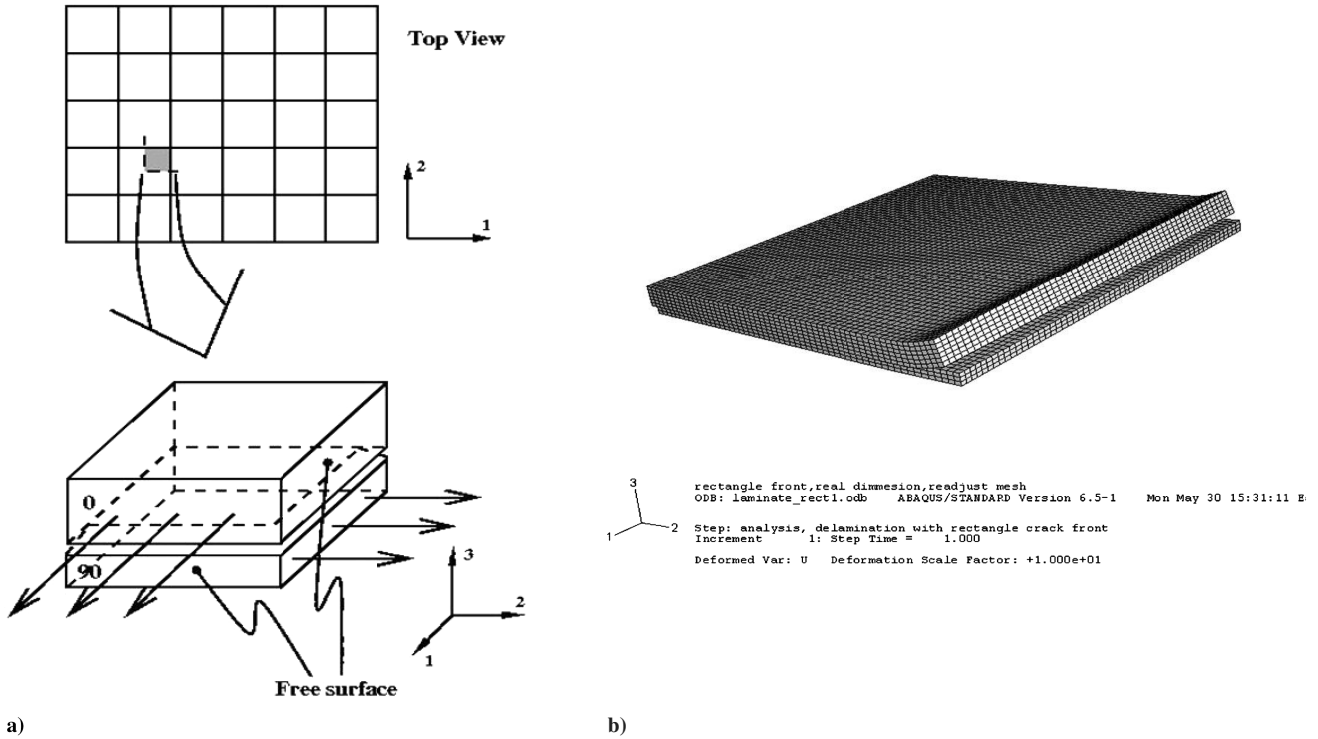 Top View
2
1
0
90
3
2
1
Free surface
a)
3
2
1
rectangle front,real dimmesion,readjust mesh
ODB: laminate_rect1.odb ABAQUS/STANDARD Version 6.5-1 Mon May 30 15:31:11 E
Step: analysis, delamination with rectangle crack front
Increment 1: Step Time = 1.000
Deformed Var: U Deformation Scale Factor: +1.000e+01
b)